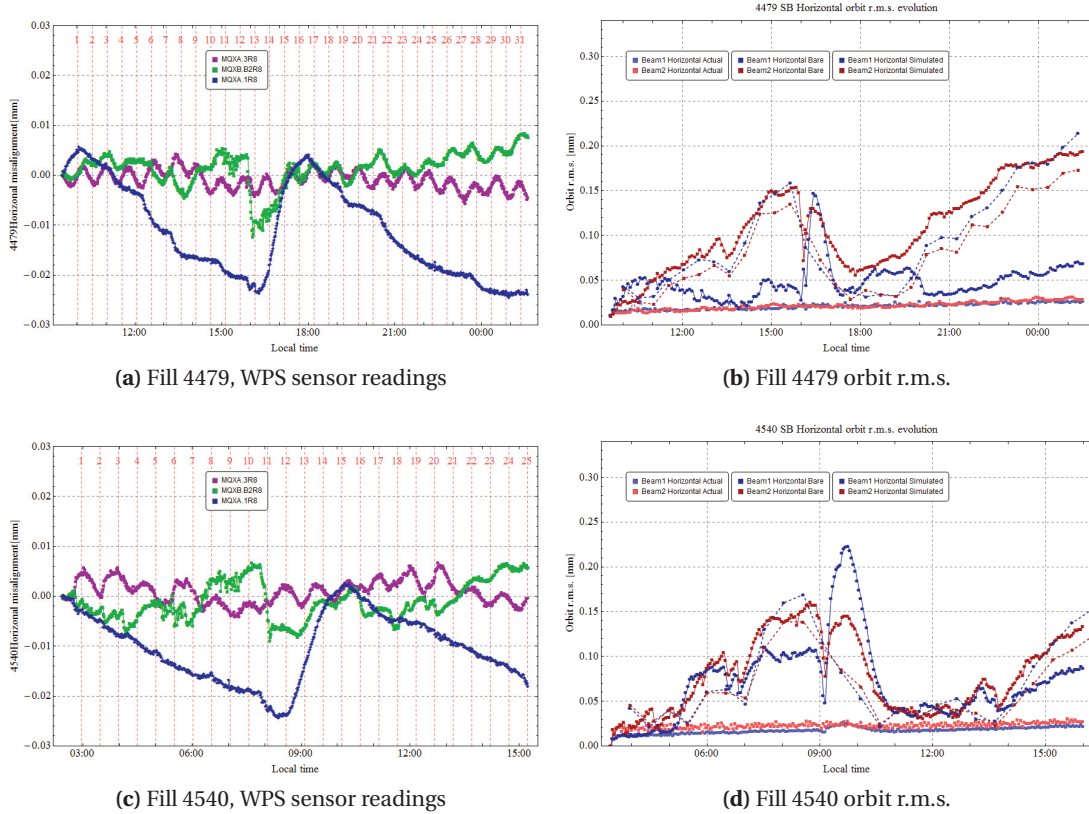 0.03
0.02
0.01
0.00
−0.01
−0.02
−0.03
4479Horizontal misalignment[mm]
1 2 3 4 5 6 7 8 9 10 11 12 13 14 15 16 17 18 19 20 21 22 23 24 25 26 27 28 29 30 31
MQXA.3R8
MQXB.B2R8
MQXA.1R8
12:00 15:00 18:00 21:00 00:00
Local time
(a) Fill 4479, WPS sensor readings
4479 SB Horizontal orbit r.m.s. evolution
0.30
0.25
0.20
0.15
0.10
0.05
0.00
Orbit r.m.s. [mm]
Beam1 Horizontal Actual Beam1 Horizontal Bare Beam1 Horizontal Simulated
Beam2 Horizontal Actual Beam2 Horizontal Bare Beam2 Horizontal Simulated
12:00 15:00 18:00 21:00 00:00
Local time
(b) Fill 4479 orbit r.m.s.
0.03
0.02
0.01
0.00
−0.01
−0.02
−0.03
4540Horizontal misalignment[mm]
1 2 3 4 5 6 7 8 9 10 11 12 13 14 15 16 17 18 19 20 21 22 23 24 25
MQXA.3R8
MQXB.B2R8
MQXA.1R8
03:00 06:00 09:00 12:00 15:00
Local time
(c) Fill 4540, WPS sensor readings
4540 SB Horizontal orbit r.m.s. evolution
0.30
0.25
0.20
0.15
0.10
0.05
0.00
Orbit r.m.s. [mm]
Beam1 Horizontal Actual Beam1 Horizontal Bare Beam1 Horizontal Simulated
Beam2 Horizontal Actual Beam2 Horizontal Bare Beam2 Horizontal Simulated
06:00 09:00 12:00 15:00
Local time
(d) Fill 4540 orbit r.m.s.